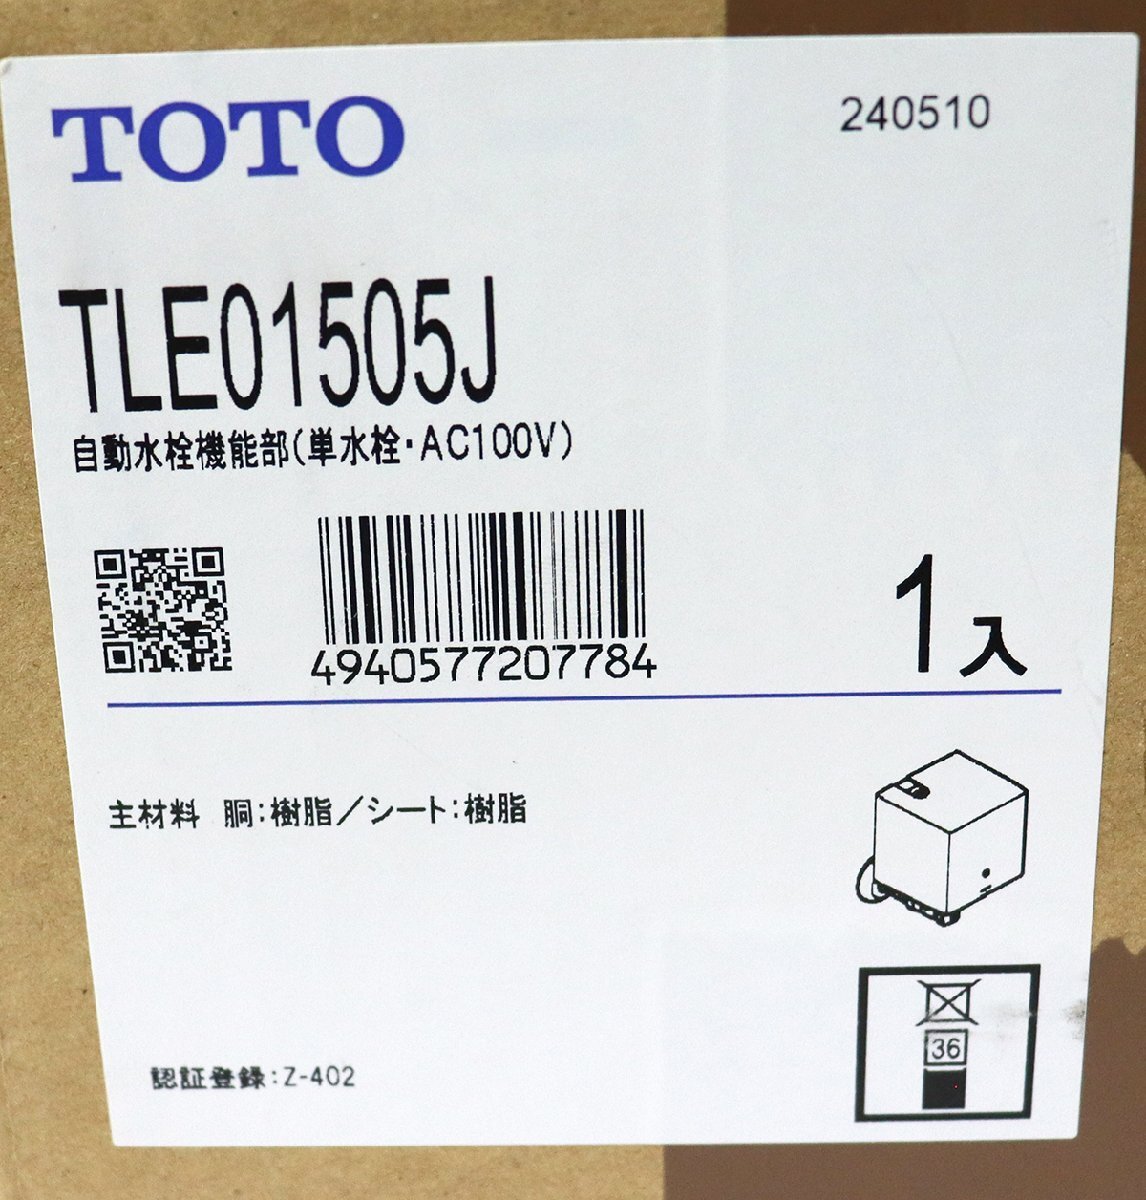 TOTO
240510
TLE01505J
自動水栓機能部(単水栓・AC100V)
4940577207784
1入
主材料 胴:樹脂/シート:樹脂
36
認証登録:Z-402